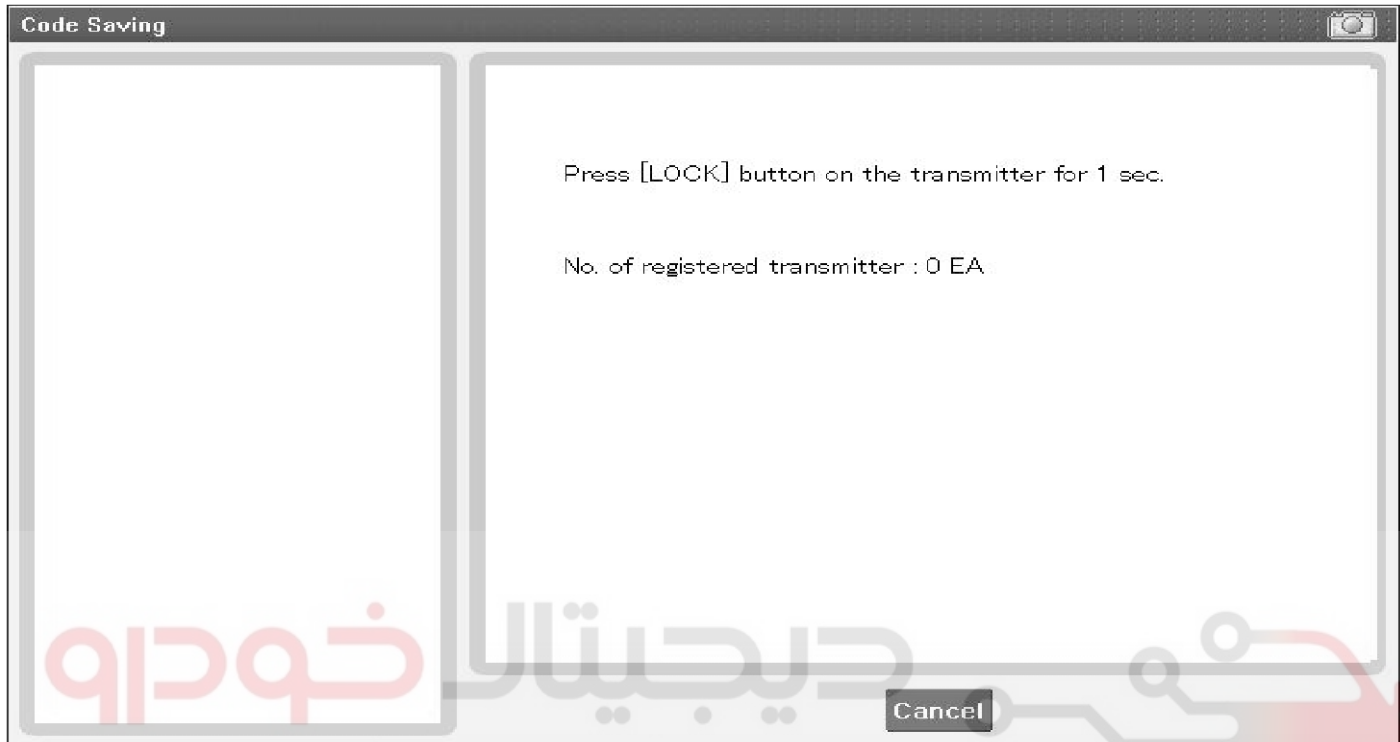 Code Saving
Press [LOCK] button on the transmitter for 1 sec.
No. of registered transmitter : 0 EA
دیجیتال خودرو
Cancel